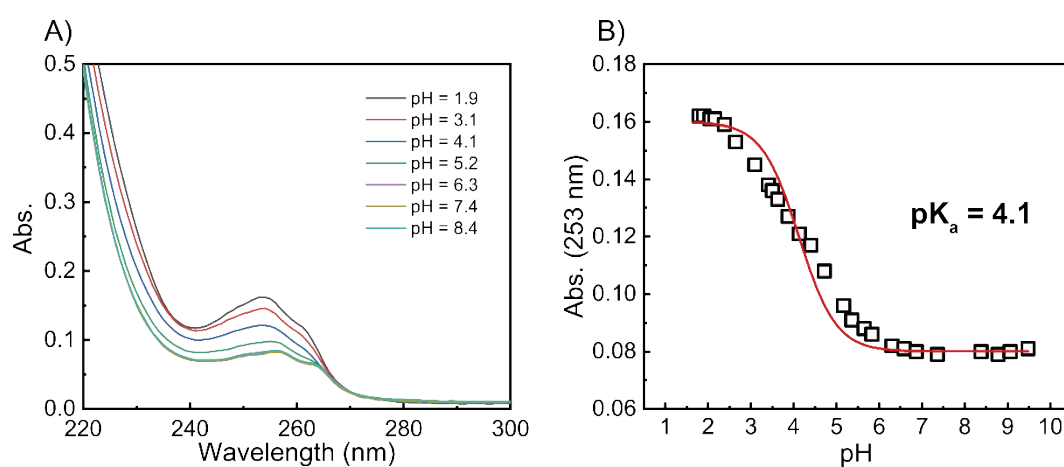 A)
0.5
0.4
0.3
0.2
0.1
0.0
Abs.
pH = 1.9
pH = 3.1
pH = 4.1
pH = 5.2
pH = 6.3
pH = 7.4
pH = 8.4
220 240 260 280 300
Wavelength (nm)
B)
0.18
0.16
0.14
0.12
0.10
0.08
0.06
Abs. (253 nm)
pKa = 4.1
1 2 3 4 5 6 7 8 9 10
pH